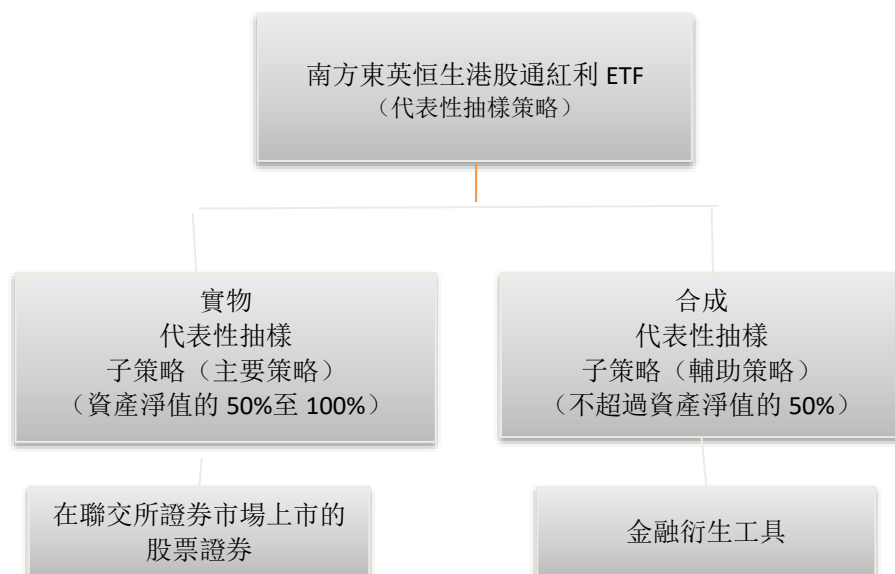 南方東英恒生港股通紅利 ETF
（代表性抽樣策略）
實物
代表性抽樣
子策略（主要策略）
（資產淨值的 50%至 100%）
合成
代表性抽樣
子策略（輔助策略）
（不超過資產淨值的 50%）
在聯交所證券市場上市的
股票證券
金融衍生工具